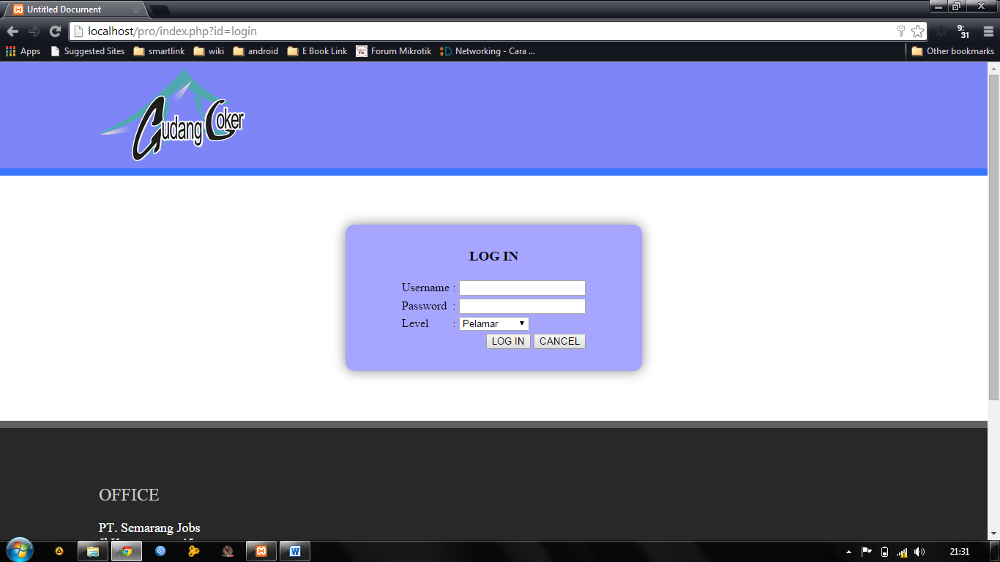 Untitled Document
localhost/pro/index.php?id=login
9:
31
Apps Suggested Sites smartlink wiki android E Book Link Forum Mikrotik Networking - Cara ... Other bookmarks
Gudang Coker
LOG IN
Username :
Password :
Level : Pelamar
LOG IN CANCEL
OFFICE
PT. Semarang Jobs
21:31